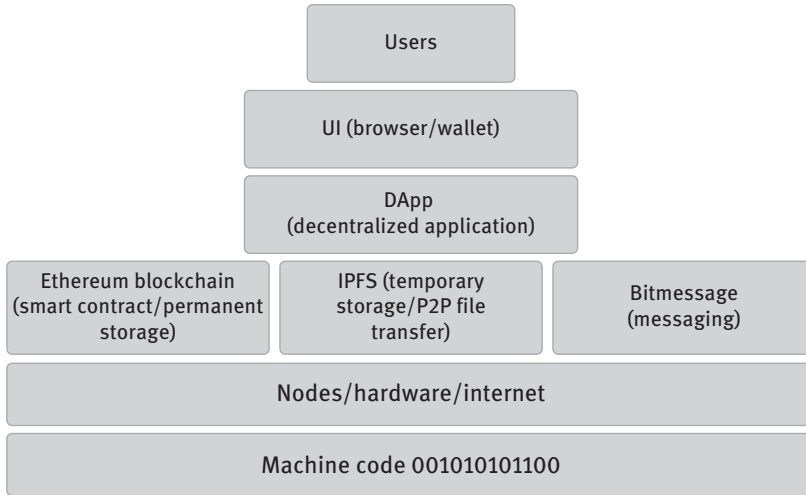 Users
UI (browser/wallet)
DApp
(decentralized application)
Ethereum blockchain
(smart contract/permanent
storage)
IPFS (temporary
storage/P2P file
transfer)
Bitmessage
(messaging)
Nodes/hardware/internet
Machine code 001010101100